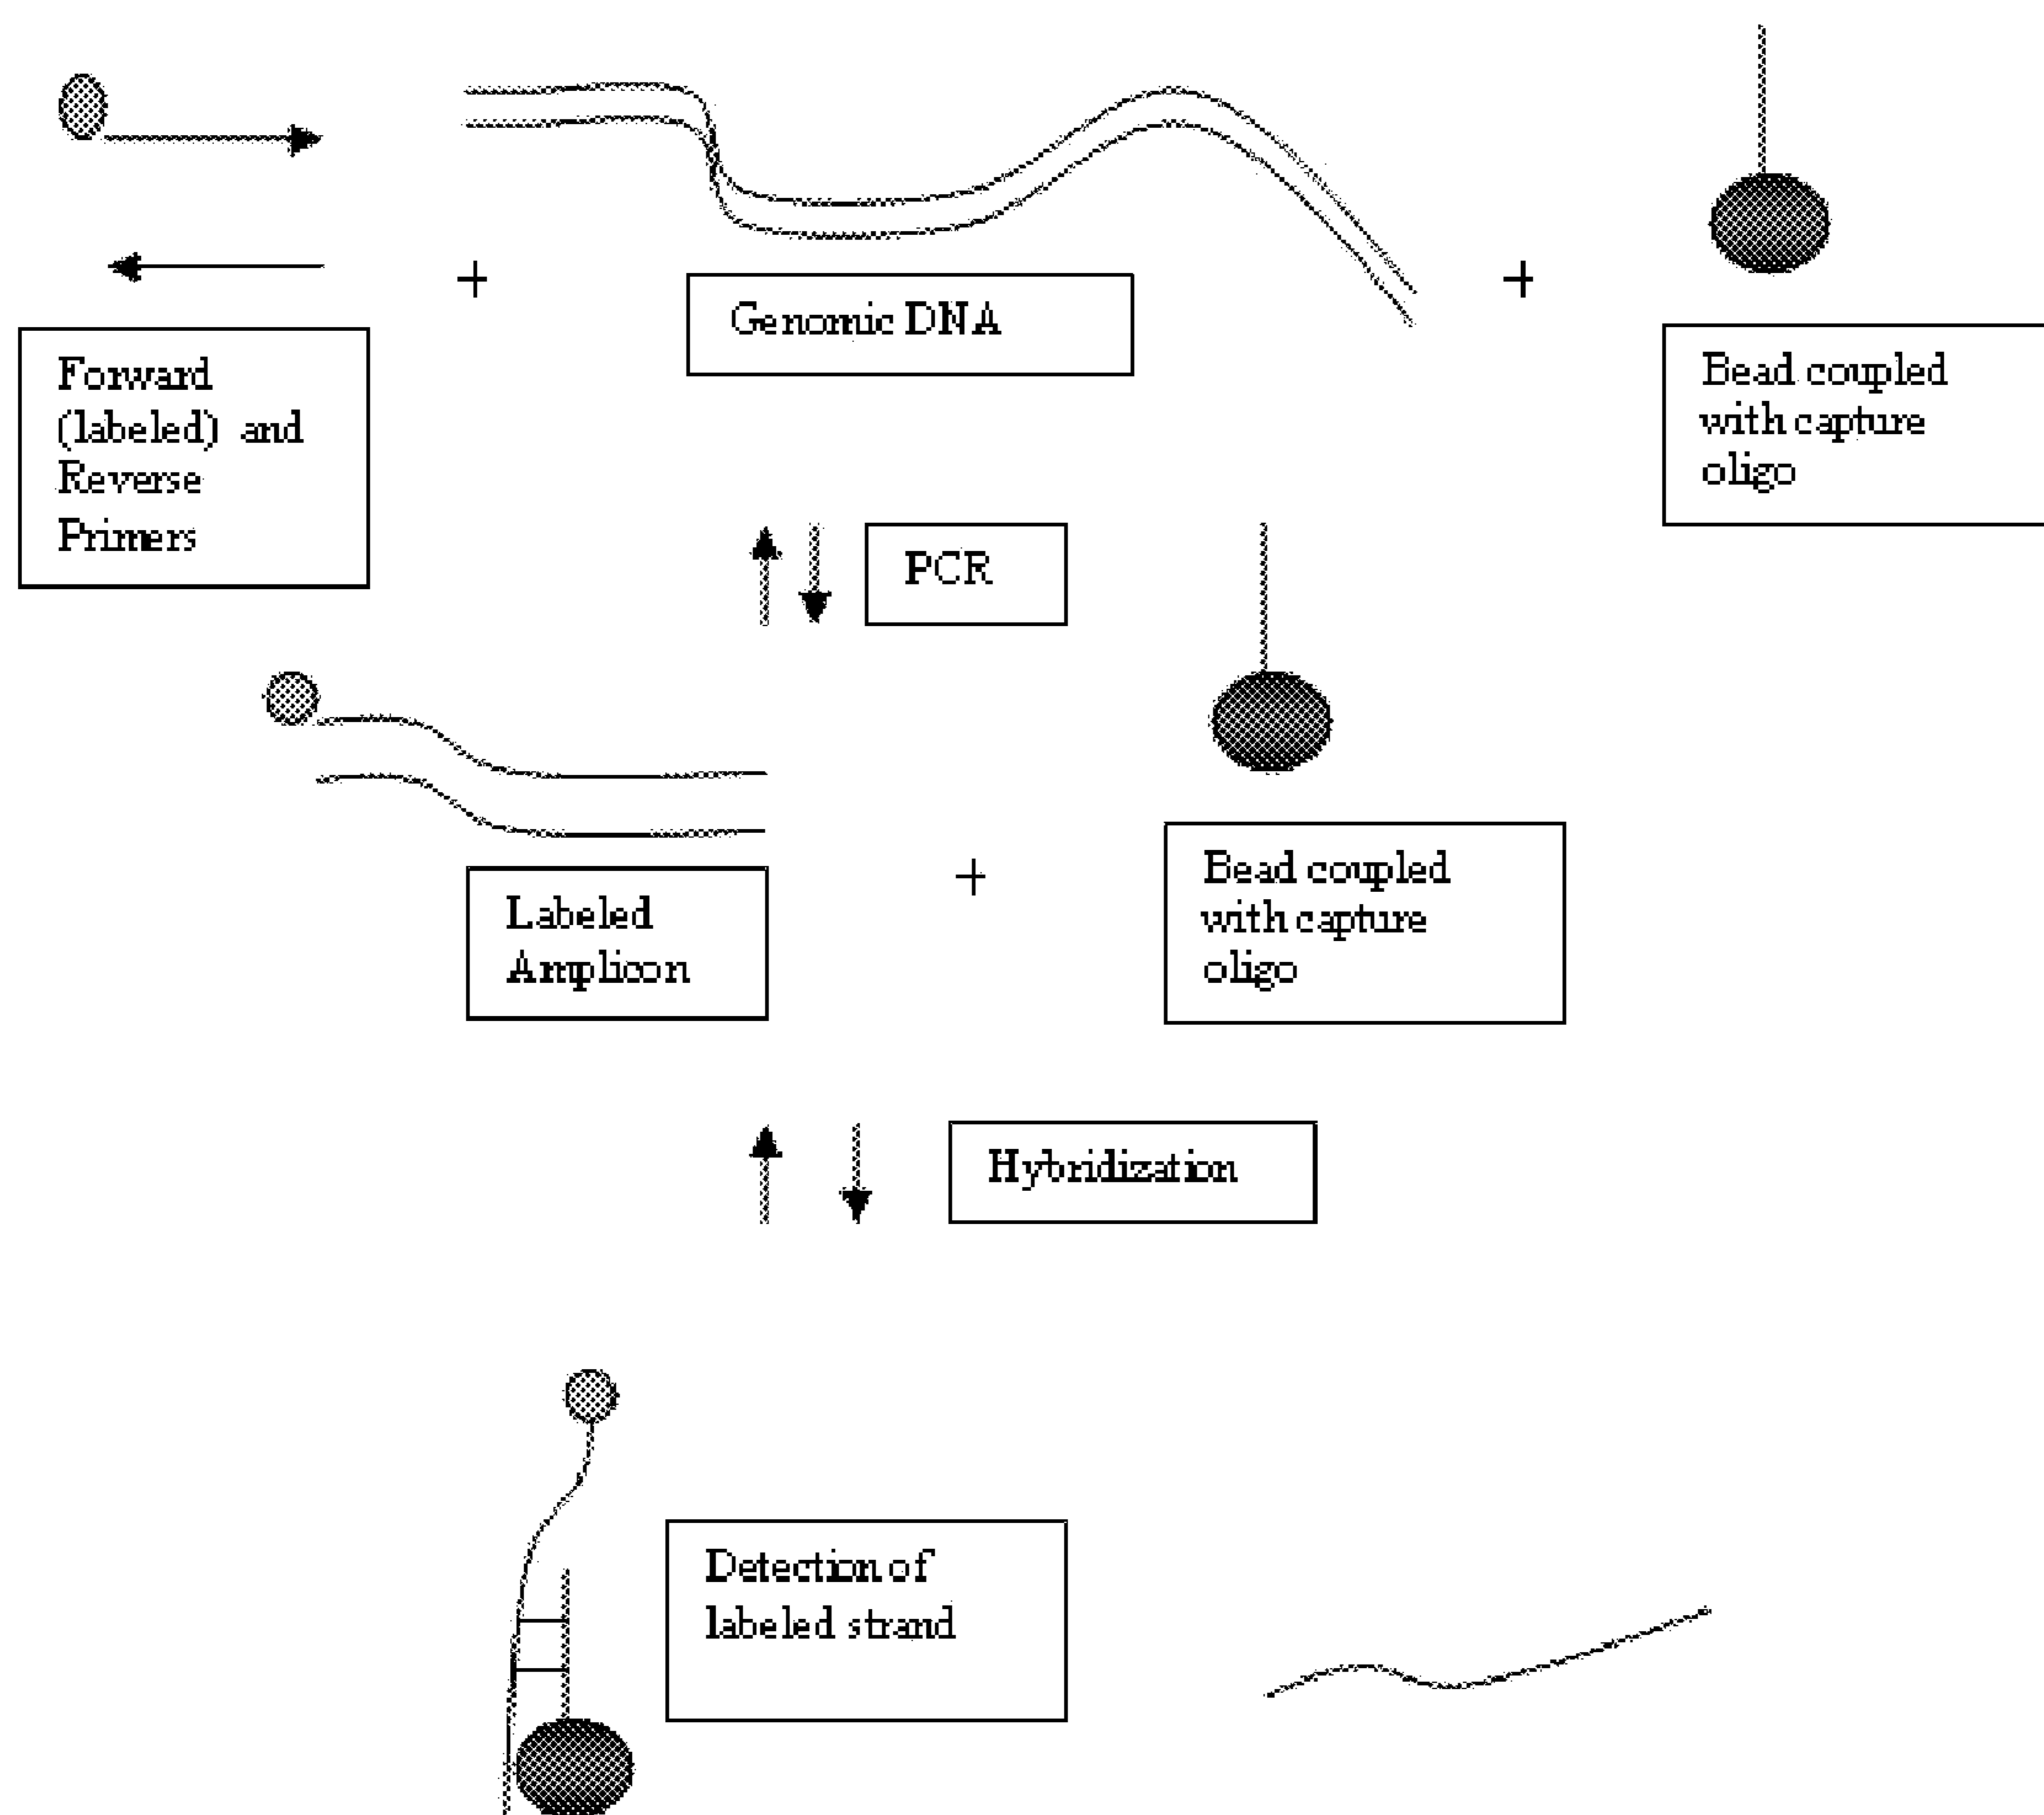 Genomic DNA
+
+
Forward
(labeled) and
Reverse
Primers
Bead coupled
with capture
oligo
PCR
Labeled
Amplicon
+
Bead coupled
with capture
oligo
Hybridization
Detection of
labeled strand